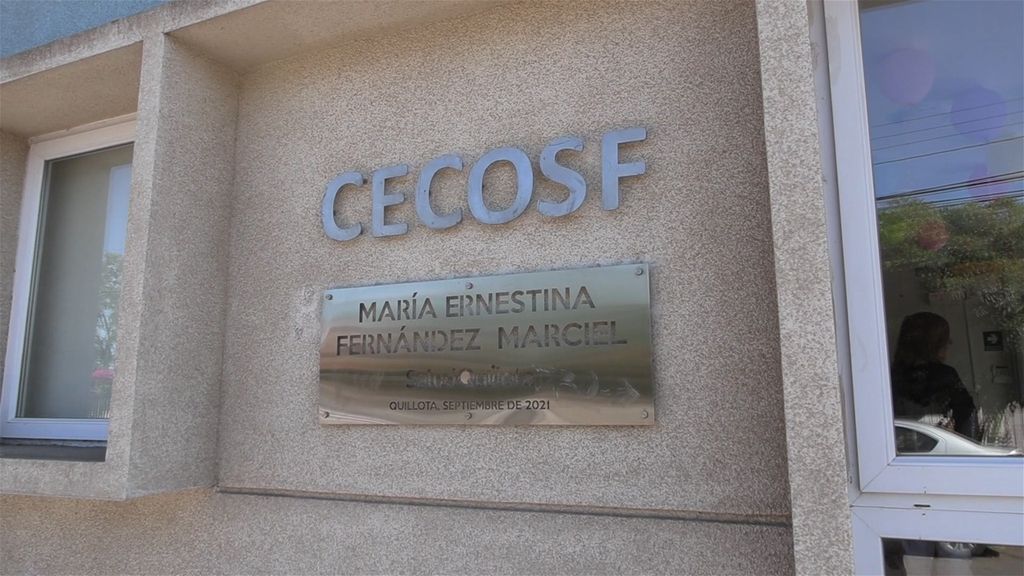 CECOSF
MARÍA ERNESTINA
FERNÁNDEZ MARCIEL
QUILLOTA, SEPTIEMBRE DE 2021